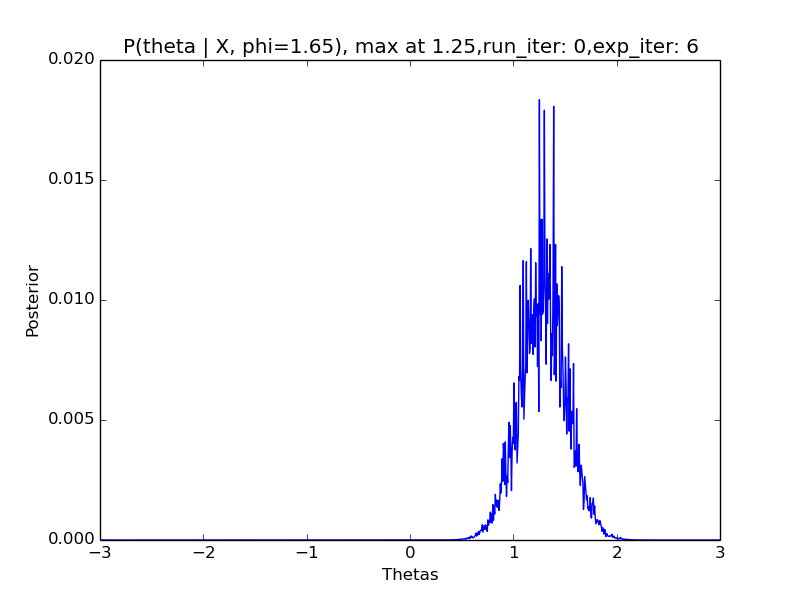 P(theta | X, phi=1.65), max at 1.25,run_iter: 0,exp_iter: 6
0.020
0.015
0.010
0.005
0.000
Posterior
−3 −2 −1 0 1 2 3
Thetas